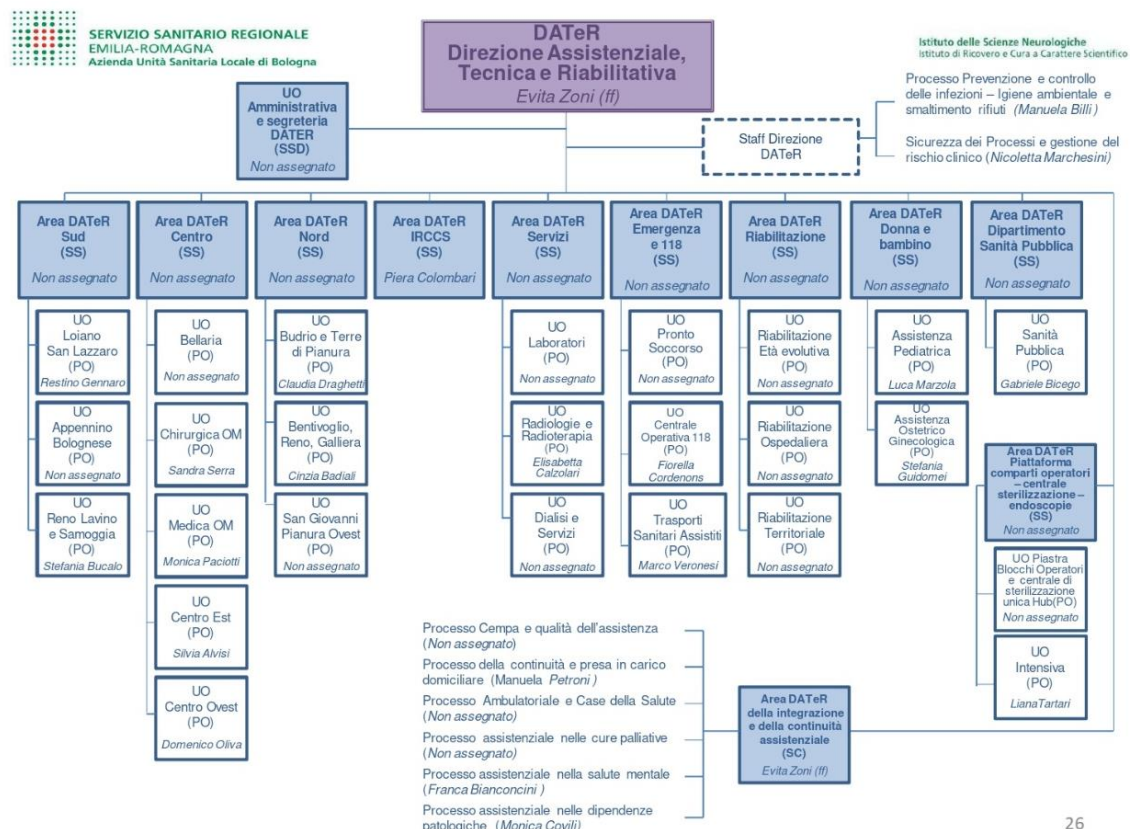 SERVIZIO SANITARIO REGIONALE
EMILIA-ROMAGNA
Azienda Unità Sanitaria Locale di Bologna
DATeR
Direzione Assistenziale,
Tecnica e Riabilitativa
Evita Zoni (ff)
Istituto delle Scienze Neurologiche
Istituto di Ricovero e Cura a Carattere Scientifico
UO
Amministrativa
e segreteria
DATER
(SSD)
Non assegnato
Staff Direzione
DATeR
Processo Prevenzione e controllo
delle infezioni – Igiene ambientale e
smaltimento rifiuti (Manuela Billi)
Sicurezza dei Processi e gestione del
rischio clinico (Nicoletta Marchesini)
Area DATeR
Sud
(SS)
Non assegnato
Area DATeR
Centro
(SS)
Non assegnato
Area DATeR
Nord
(SS)
Non assegnato
Area DATeR
IRCCS
(SS)
Piera Colombari
Area DATeR
Servizi
(SS)
Non assegnato
Area DATeR
Emergenza
e 118
(SS)
Non assegnato
Area DATeR
Riabilitazione
(SS)
Non assegnato
Area DATeR
Donna e
bambino
(SS)
Non assegnato
Area DATeR
Dipartimento
Sanità Pubblica
(SS)
Non assegnato
UO
Loiano
San Lazzaro
(PO)
Restino Gennaro
UO
Appennino
Bolognese
(PO)
Non assegnato
UO
Reno Lavino
e Samoggia
(PO)
Stefania Bucalo
UO
Bellaria
(PO)
Non assegnato
UO
Chirurgica OM
(PO)
Sandra Serra
UO
Medica OM
(PO)
Monica Paciotti
UO
Centro Est
(PO)
Silvia Alvisi
UO
Centro Ovest
(PO)
Domenico Oliva
UO
Budrio e Terre
di Pianura
(PO)
Claudia Draghetti
UO
Bentivoglio,
Reno, Galliera
(PO)
Cinzia Badiali
UO
San Giovanni
Pianura Ovest
(PO)
Non assegnato
UO
Laboratori
(PO)
Non assegnato
UO
Radiologie e
Radioterapia
(PO)
Elisabetta
Calzolari
UO
Dialisi e
Servizi
(PO)
Non assegnato
UO
Pronto
Soccorso
(PO)
Non assegnato
UO
Centrale
Operativa 118
(PO)
Fiorella
Cordenons
UO
Trasporti
Sanitari Assistiti
(PO)
Marco Veronesi
UO
Riabilitazione
Età evolutiva
(PO)
Non assegnato
UO
Riabilitazione
Ospedaliera
(PO)
Non assegnato
UO
Riabilitazione
Territoriale
(PO)
Non assegnato
UO
Assistenza
Pediatrica
(PO)
Luca Marzola
UO
Assistenza
Ostetrico
Ginecologica
(PO)
Stefania
Guidomei
UO
Sanità
Pubblica
(PO)
Gabriele Bicego
Area DATeR
Piattaforma
comparti operatori
– centrale
sterilizzazione –
endoscopie
(SS)
Non assegnato
UO Piastra
Blocchi Operatori
e centrale di
sterilizzazione
unica Hub(PO)
Non assegnato
UO
Intensiva
(PO)
LianaTartari
Processo Cempa e qualità dell'assistenza
(Non assegnato)
Processo della continuità e presa in carico
domiciliare (Manuela Petroni )
Processo Ambulatoriale e Case della Salute
(Non assegnato)
Processo assistenziale nelle cure palliative
(Non assegnato)
Processo assistenziale nella salute mentale
(Franca Bianconcini )
Processo assistenziale nelle dipendenze
patologiche (Monica Covili)
Area DATeR
della integrazione
e della continuità
assistenziale
(SC)
Evita Zoni (ff)
26